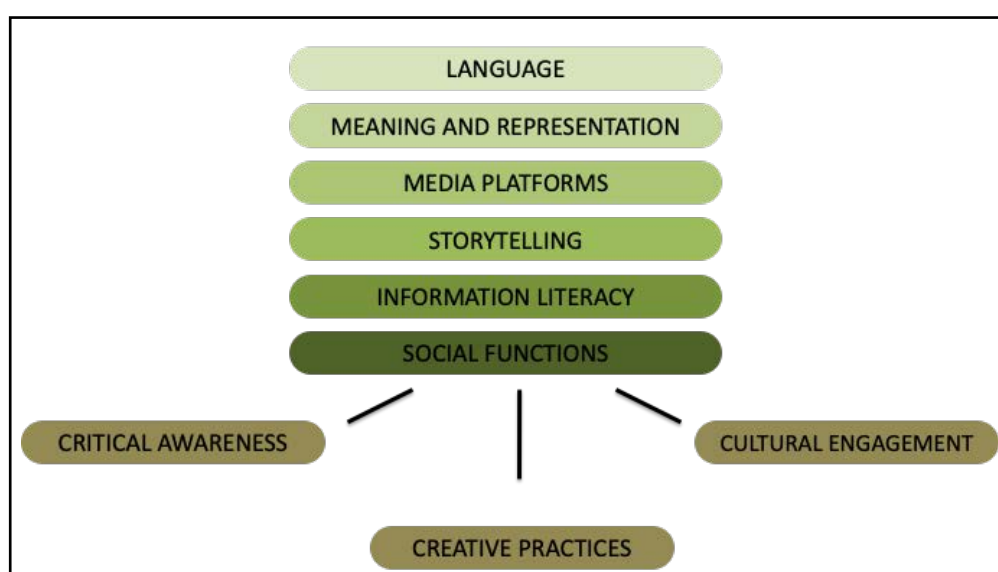 LANGUAGE
MEANING AND REPRESENTATION
MEDIA PLATFORMS
STORYTELLING
INFORMATION LITERACY
SOCIAL FUNCTIONS
CRITICAL AWARENESS
CULTURAL ENGAGEMENT
CREATIVE PRACTICES